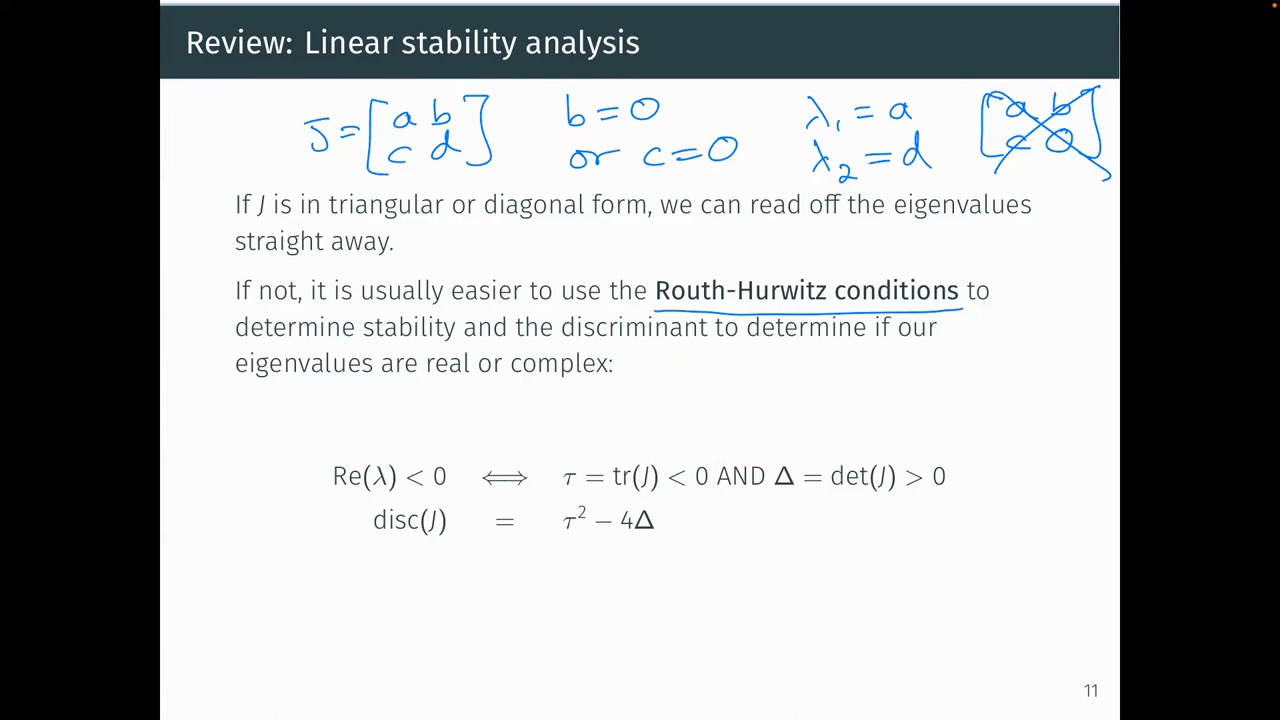 Review: Linear stability analysis
J = [a b c d] b = 0 or c = 0 λ₁ = a λ₂ = d [a b c 0]
If J is in triangular or diagonal form, we can read off the eigenvalues
straight away.
If not, it is usually easier to use the Routh-Hurwitz conditions to
determine stability and the discriminant to determine if our
eigenvalues are real or complex:
Re(λ) < 0 ⟺ τ = tr(J) < 0 AND Δ = det(J) > 0
disc(J) = τ² − 4Δ
11